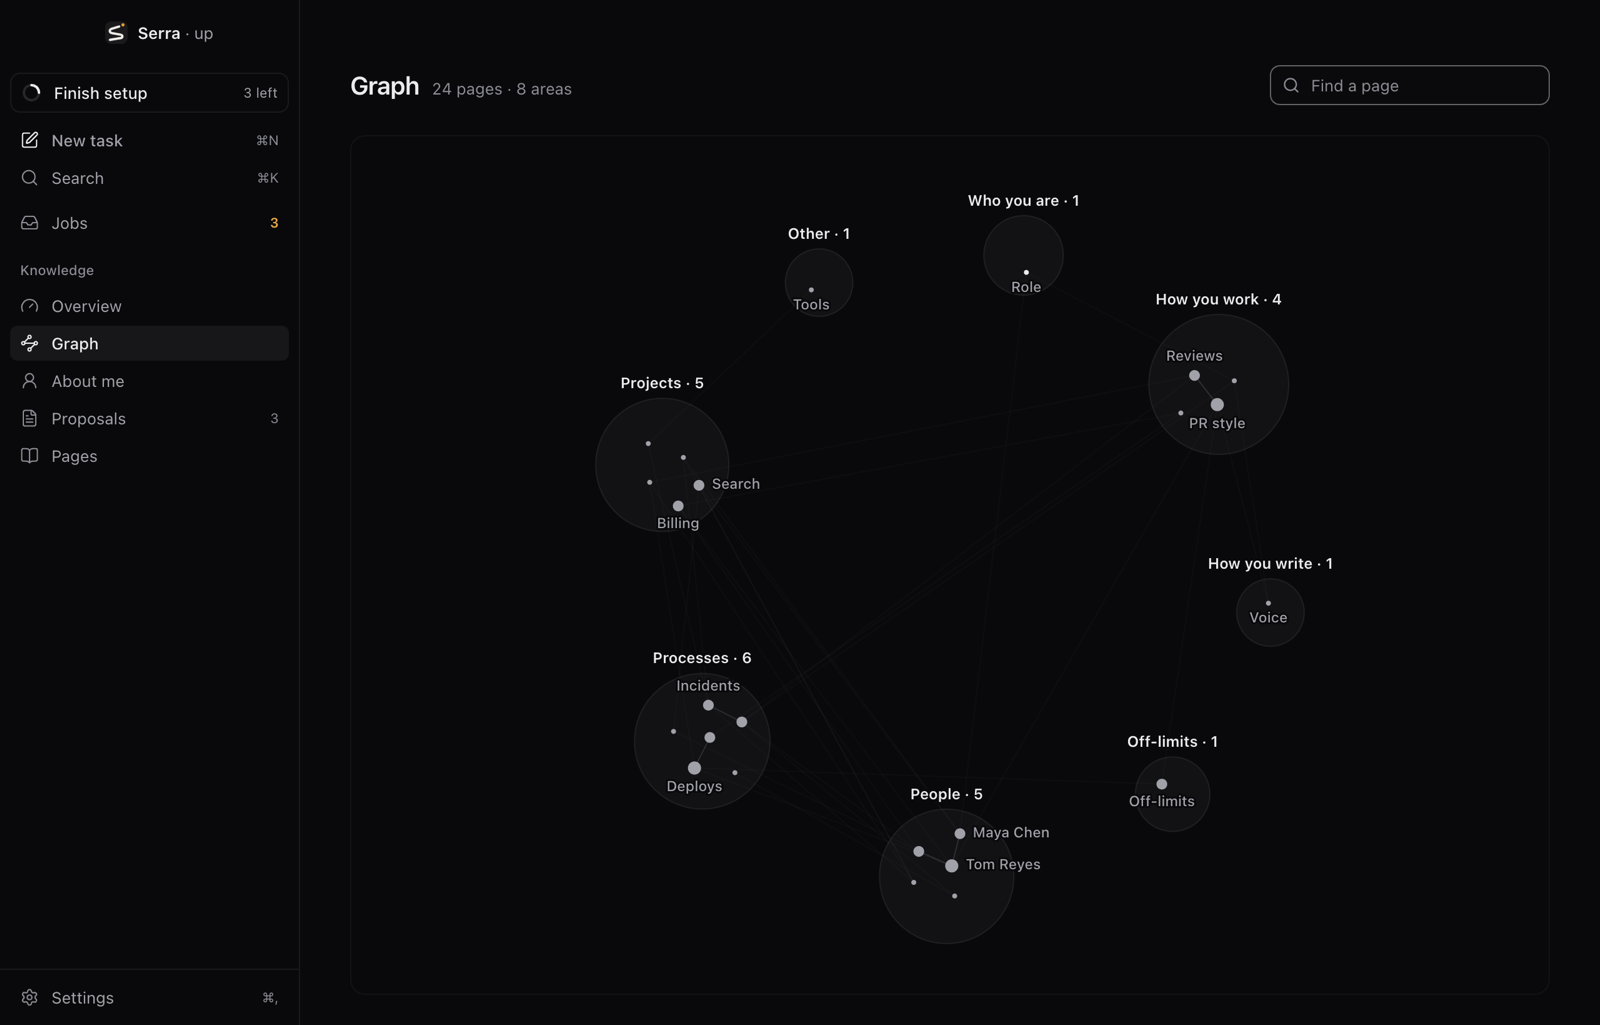 Serra · up
Finish setup 3 left
New task ⌘N
Search ⌘K
Jobs 3
Knowledge
Overview
Graph
About me
Proposals 3
Pages
Settings ⌘,
Graph 24 pages · 8 areas
Find a page
Who you are · 1
Role
Other · 1
Tools
How you work · 4
Reviews
PR style
Projects · 5
Search
Billing
How you write · 1
Voice
Processes · 6
Incidents
Deploys
Off-limits · 1
Off-limits
People · 5
Maya Chen
Tom Reyes